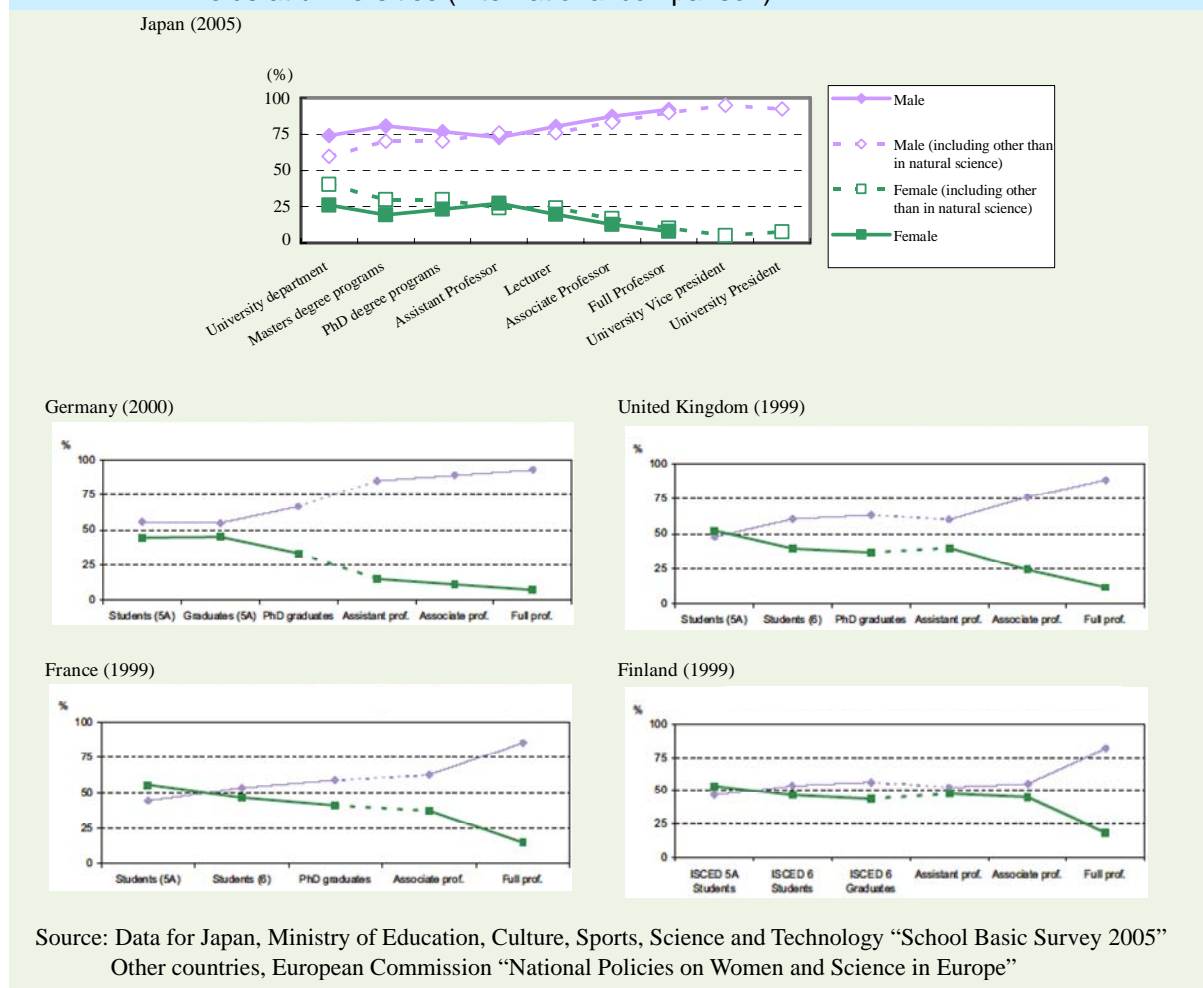 Japan (2005)
(%)
100
75
50
25
0
University department
Masters degree programs
PhD degree programs
Assistant Professor
Lecturer
Associate Professor
Full Professor
University Vice president
University President
Male
Male (including other than
in natural science)
Female (including other
than in natural science)
Female
Germany (2000)
%
100
75
50
25
0
Students (5A) Graduates (5A) PhD graduates Assistant prof. Associate prof. Full prof.
United Kingdom (1999)
%
100
75
50
25
0
Students (5A) Students (6) PhD graduates Assistant prof. Associate prof. Full prof.
France (1999)
%
100
75
50
25
0
Students (5A) Students (6) PhD graduates Associate prof. Full prof.
Finland (1999)
%
100
75
50
25
0
ISCED 5A ISCED 6 ISCED 6 Assistant prof. Associate prof. Full prof.
Students Students Graduates
Source: Data for Japan, Ministry of Education, Culture, Sports, Science and Technology “School Basic Survey 2005”
Other countries, European Commission “National Policies on Women and Science in Europe”